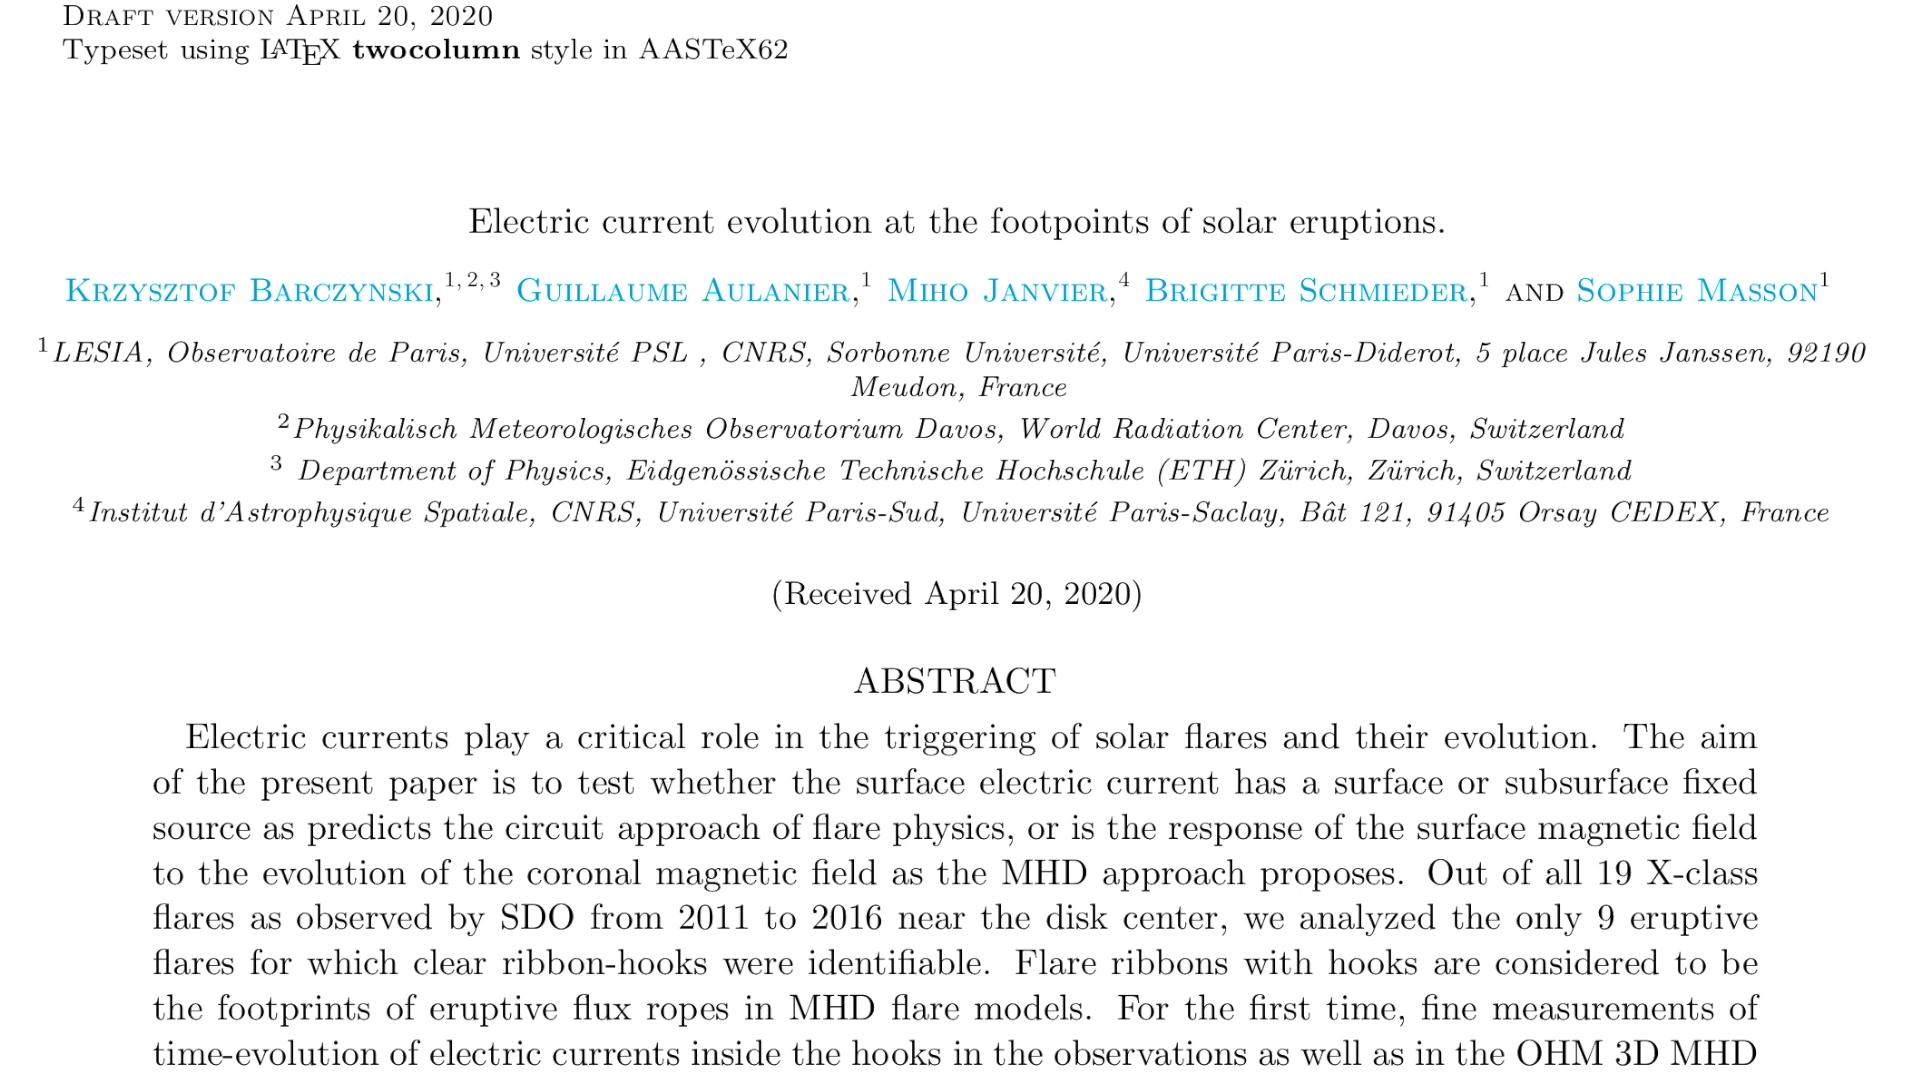 DRAFT VERSION APRIL 20, 2020
Typeset using LATEX twocolumn style in AASTeX62
Electric current evolution at the footpoints of solar eruptions.
KRZYSZTOF BARCZYNSKI,1,2,3 GUILLAUME AULANIER,1 MIHO JANVIER,4 BRIGITTE SCHMIEDER,1 AND SOPHIE MASSON1
1LESIA, Observatoire de Paris, Université PSL , CNRS, Sorbonne Université, Université Paris-Diderot, 5 place Jules Janssen, 92190
Meudon, France
2Physikalisch Meteorologisches Observatorium Davos, World Radiation Center, Davos, Switzerland
3 Department of Physics, Eidgenössische Technische Hochschule (ETH) Zürich, Zürich, Switzerland
4Institut d'Astrophysique Spatiale, CNRS, Université Paris-Sud, Université Paris-Saclay, Bât 121, 91405 Orsay CEDEX, France
(Received April 20, 2020)
ABSTRACT
Electric currents play a critical role in the triggering of solar flares and their evolution. The aim
of the present paper is to test whether the surface electric current has a surface or subsurface fixed
source as predicts the circuit approach of flare physics, or is the response of the surface magnetic field
to the evolution of the coronal magnetic field as the MHD approach proposes. Out of all 19 X-class
flares as observed by SDO from 2011 to 2016 near the disk center, we analyzed the only 9 eruptive
flares for which clear ribbon-hooks were identifiable. Flare ribbons with hooks are considered to be
the footprints of eruptive flux ropes in MHD flare models. For the first time, fine measurements of
time-evolution of electric currents inside the hooks in the observations as well as in the OHM 3D MHD